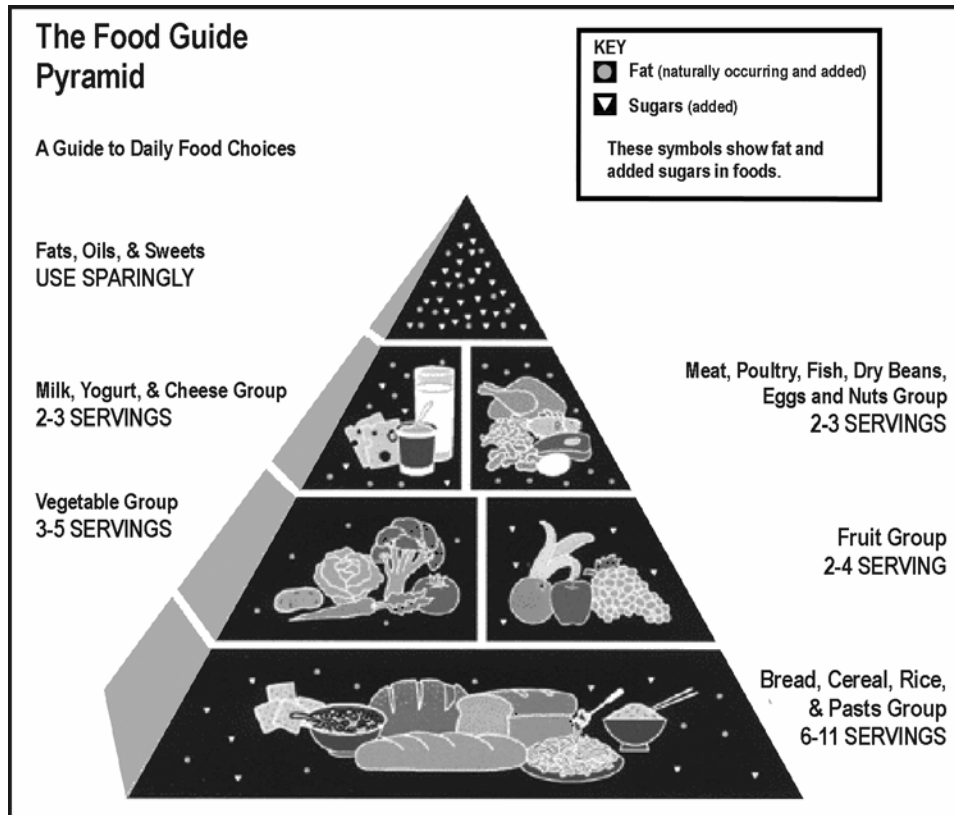 The Food Guide
Pyramid
A Guide to Daily Food Choices
KEY
Fat (naturally occurring and added)
Sugars (added)
These symbols show fat and
added sugars in foods.
Fats, Oils, & Sweets
USE SPARINGLY
Milk, Yogurt, & Cheese Group
2-3 SERVINGS
Meat, Poultry, Fish, Dry Beans,
Eggs and Nuts Group
2-3 SERVINGS
Vegetable Group
3-5 SERVINGS
Fruit Group
2-4 SERVING
Bread, Cereal, Rice,
& Pasts Group
6-11 SERVINGS